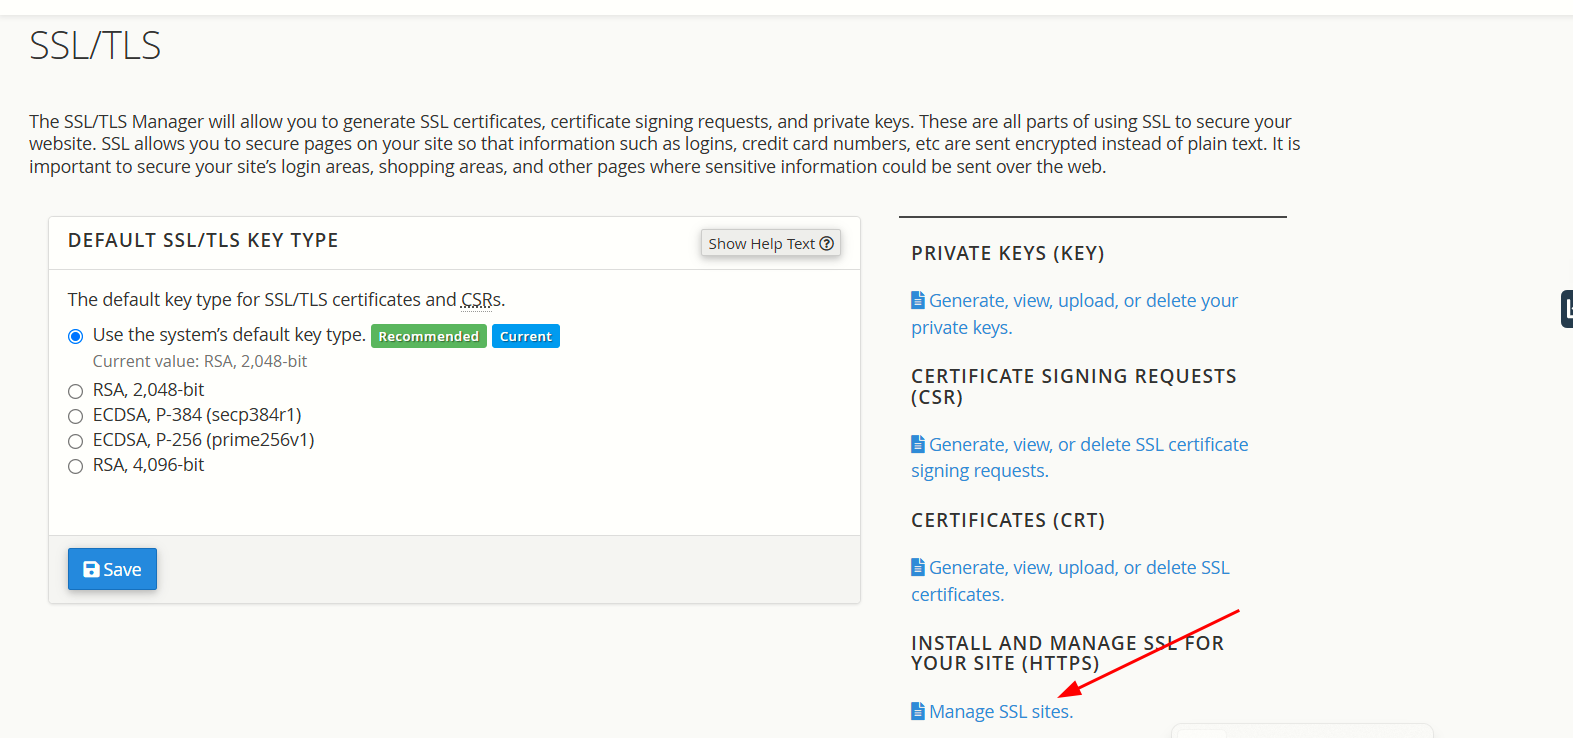 SSL/TLS
The SSL/TLS Manager will allow you to generate SSL certificates, certificate signing requests, and private keys. These are all parts of using SSL to secure your
website. SSL allows you to secure pages on your site so that information such as logins, credit card numbers, etc are sent encrypted instead of plain text. It is
important to secure your site’s login areas, shopping areas, and other pages where sensitive information could be sent over the web.
DEFAULT SSL/TLS KEY TYPE
Show Help Text
The default key type for SSL/TLS certificates and CSRs.
Use the system’s default key type. Recommended Current
Current value: RSA, 2,048-bit
RSA, 2,048-bit
ECDSA, P-384 (secp384r1)
ECDSA, P-256 (prime256v1)
RSA, 4,096-bit
Save
PRIVATE KEYS (KEY)
Generate, view, upload, or delete your
private keys.
CERTIFICATE SIGNING REQUESTS
(CSR)
Generate, view, or delete SSL certificate
signing requests.
CERTIFICATES (CRT)
Generate, view, upload, or delete SSL
certificates.
INSTALL AND MANAGE SSL FOR
YOUR SITE (HTTPS)
Manage SSL sites.